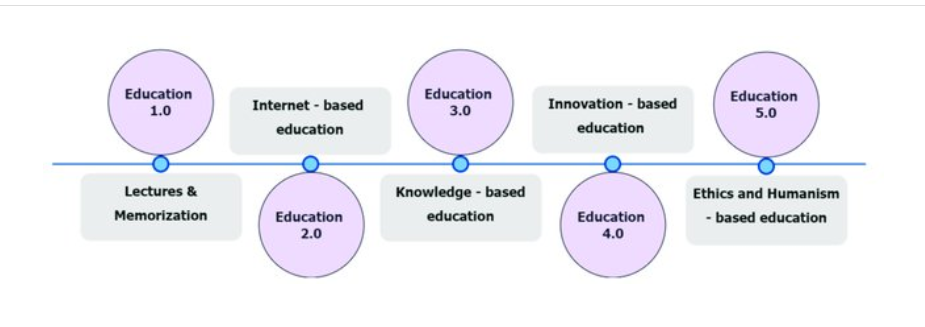 Education
1.0
Lectures &
Memorization
Internet - based
education
Education
2.0
Education
3.0
Knowledge - based
education
Innovation - based
education
Education
4.0
Education
5.0
Ethics and Humanism
- based education